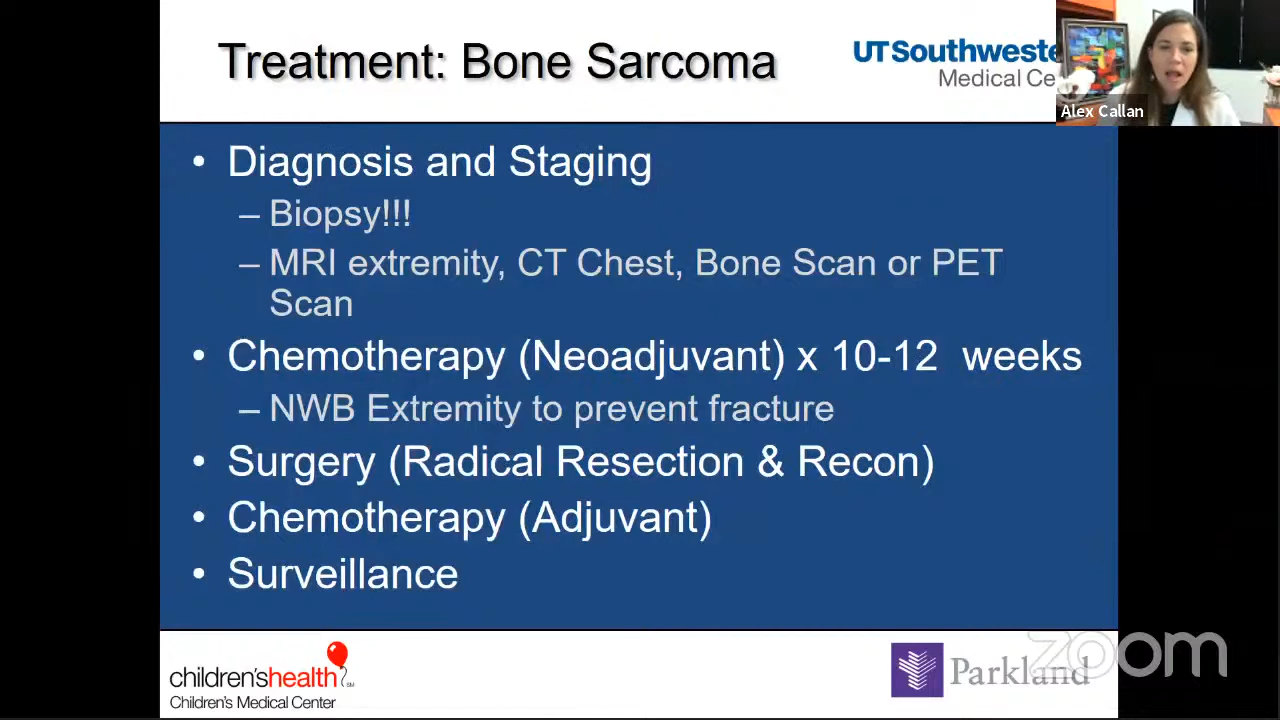 Treatment: Bone Sarcoma
UTSouthweste
Medical Ce
Alex Callan
• Diagnosis and Staging
– Biopsy!!!
– MRI extremity, CT Chest, Bone Scan or PET
Scan
• Chemotherapy (Neoadjuvant) x 10-12 weeks
– NWB Extremity to prevent fracture
• Surgery (Radical Resection & Recon)
• Chemotherapy (Adjuvant)
• Surveillance
children'shealth
SM
Children's Medical Center
Parkland
zoom